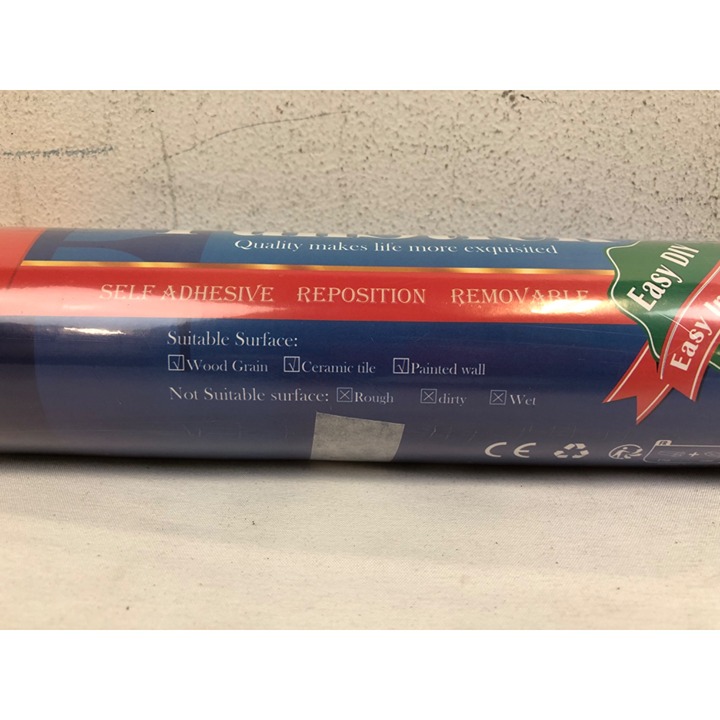 Quality makes life more exquisited
SELF ADHESIVE REPOSITION REMOVABLE
Easy DIY
Easy
Suitable Surface:
Wood Grain Ceramic tile Painted wall
Not Suitable surface: Rough dirty Wet
CE